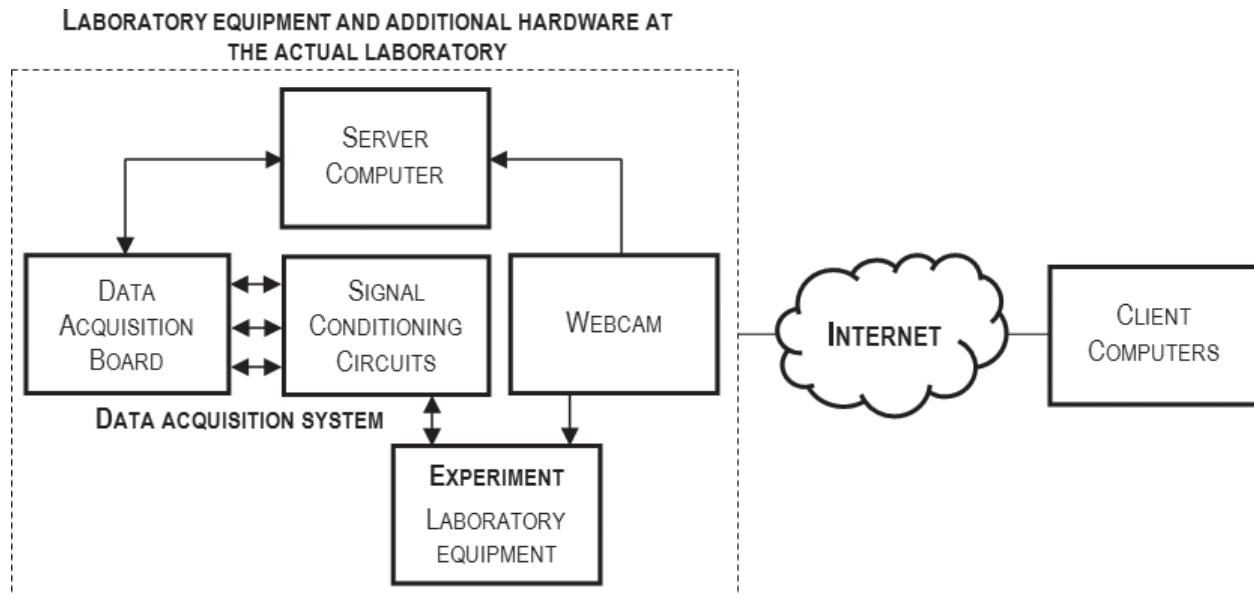 LABORATORY EQUIPMENT AND ADDITIONAL HARDWARE AT
THE ACTUAL LABORATORY
SERVER
COMPUTER
DATA
ACQUISITION
BOARD
SIGNAL
CONDITIONING
CIRCUITS
WEBCAM
INTERNET
CLIENT
COMPUTERS
DATA ACQUISITION SYSTEM
EXPERIMENT
LABORATORY
EQUIPMENT